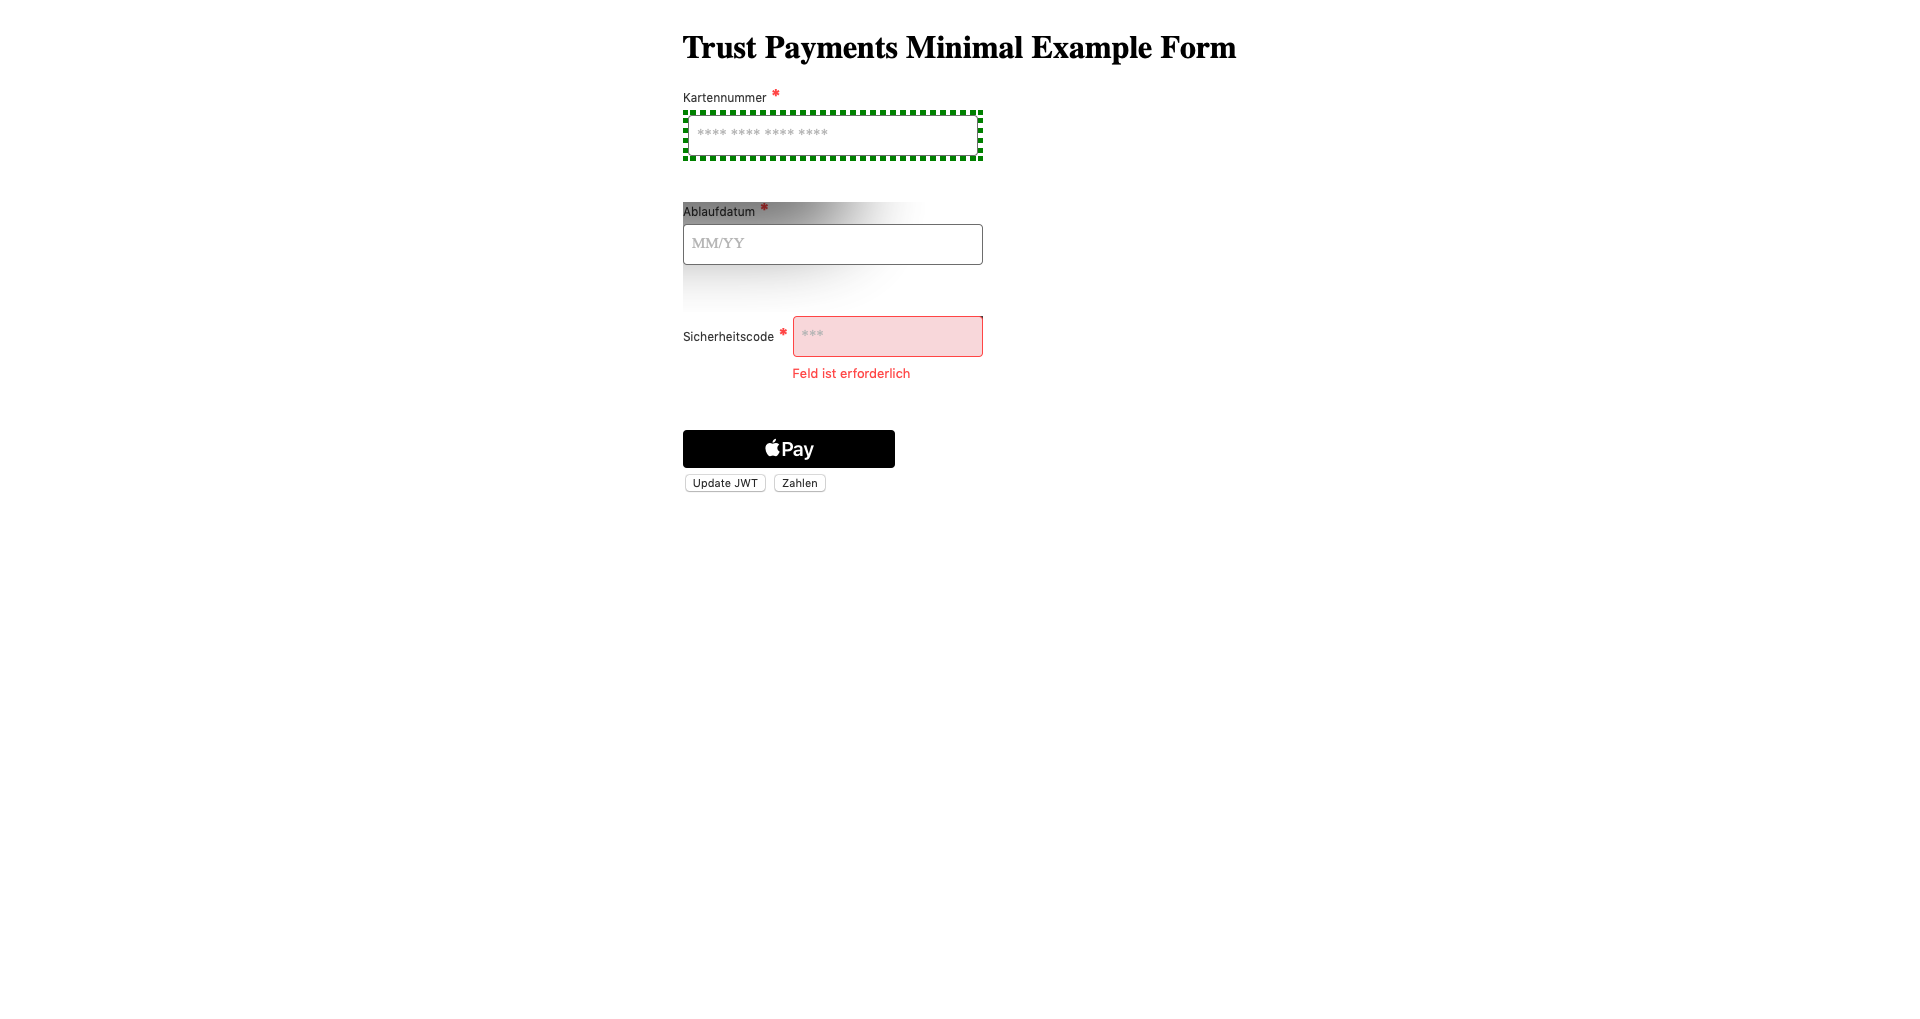 Trust Payments Minimal Example Form
Kartennummer *
**** **** **** ****
Ablaufdatum *
MM/YY
Sicherheitscode * ***
Feld ist erforderlich
Pay
Update JWT Zahlen